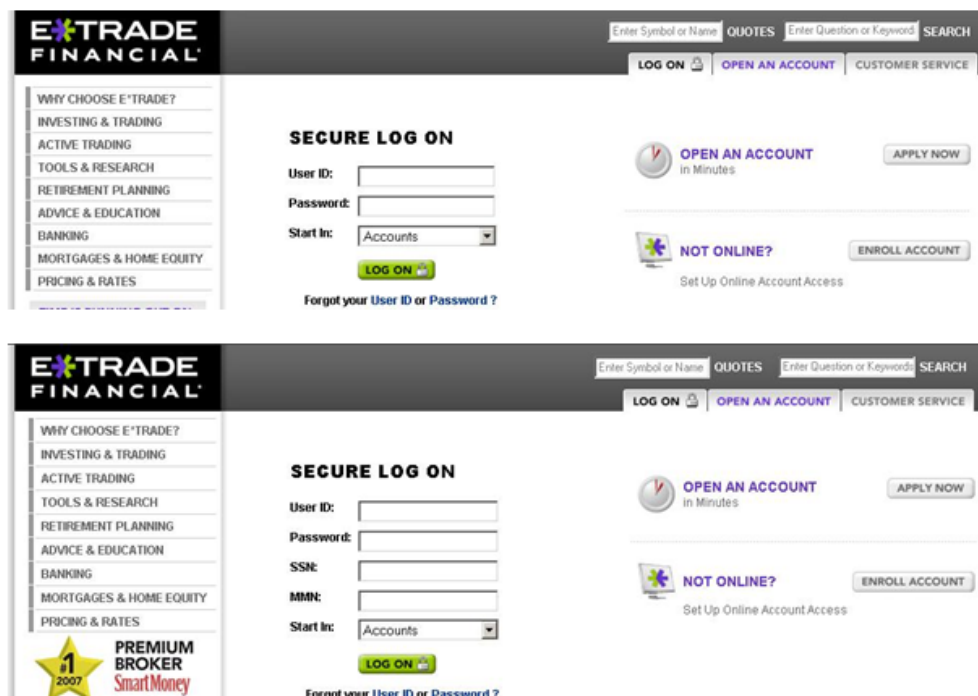 E*TRADE
FINANCIAL
Enter Symbol or Name QUOTES Enter Question or Keyword SEARCH
LOG ON OPEN AN ACCOUNT CUSTOMER SERVICE
WHY CHOOSE E*TRADE?
INVESTING & TRADING
ACTIVE TRADING
TOOLS & RESEARCH
RETIREMENT PLANNING
ADVICE & EDUCATION
BANKING
MORTGAGES & HOME EQUITY
PRICING & RATES
SECURE LOG ON
User ID:
Password:
Start In: Accounts
LOG ON
Forgot your User ID or Password ?
OPEN AN ACCOUNT APPLY NOW
in Minutes
NOT ONLINE? ENROLL ACCOUNT
Set Up Online Account Access
E*TRADE
FINANCIAL
Enter Symbol or Name QUOTES Enter Question or Keywords SEARCH
LOG ON OPEN AN ACCOUNT CUSTOMER SERVICE
WHY CHOOSE E*TRADE?
INVESTING & TRADING
ACTIVE TRADING
TOOLS & RESEARCH
RETIREMENT PLANNING
ADVICE & EDUCATION
BANKING
MORTGAGES & HOME EQUITY
PRICING & RATES
#1
2007
PREMIUM
BROKER
SmartMoney
SECURE LOG ON
User ID:
Password:
SSN:
MMN:
Start In: Accounts
LOG ON
Forgot your User ID or Password ?
OPEN AN ACCOUNT APPLY NOW
in Minutes
NOT ONLINE? ENROLL ACCOUNT
Set Up Online Account Access